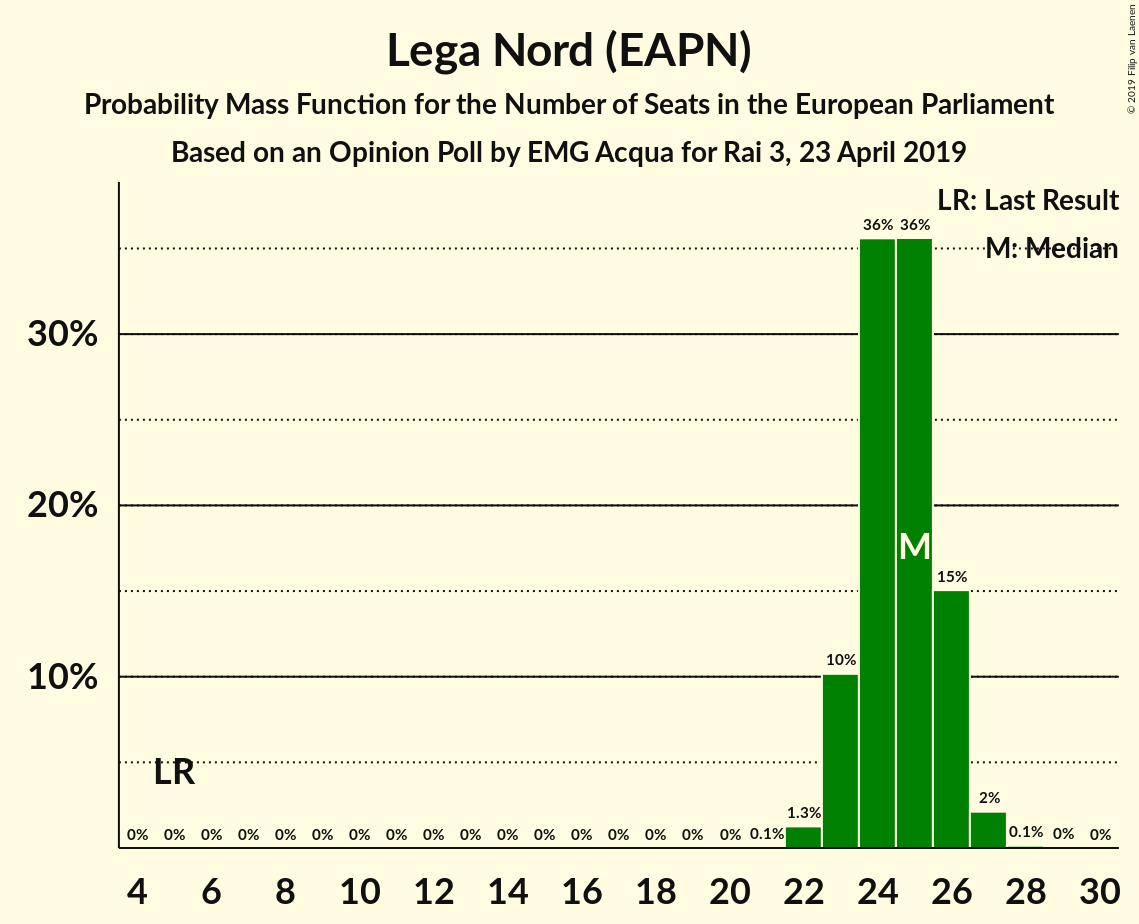 Lega Nord (EAPN)
Probability Mass Function for the Number of Seats in the European Parliament
Based on an Opinion Poll by EMG Acqua for Rai 3, 23 April 2019
© 2019 Filip van Laenen
LR: Last Result
M: Median
36% 36%
30%
20%
M
15%
10%
10%
LR
1.3% 2%
0% 0% 0% 0% 0% 0% 0% 0% 0% 0% 0% 0% 0% 0% 0% 0% 0% 0.1% 0.1% 0% 0%
4 6 8 10 12 14 16 18 20 22 24 26 28 30